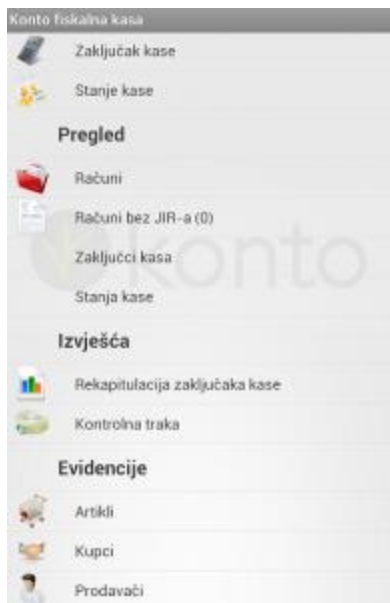 Konto fiskalna kasa
Zaključak kase
Stanje kase
Pregled
Računi
Računi bez JIR-a (0)
Zaključci kasa
konto
Stanja kase
Izvješća
Rekapitulacija zaključaka kase
Kontrolna traka
Evidencije
Artikli
Kupci
Prodavači